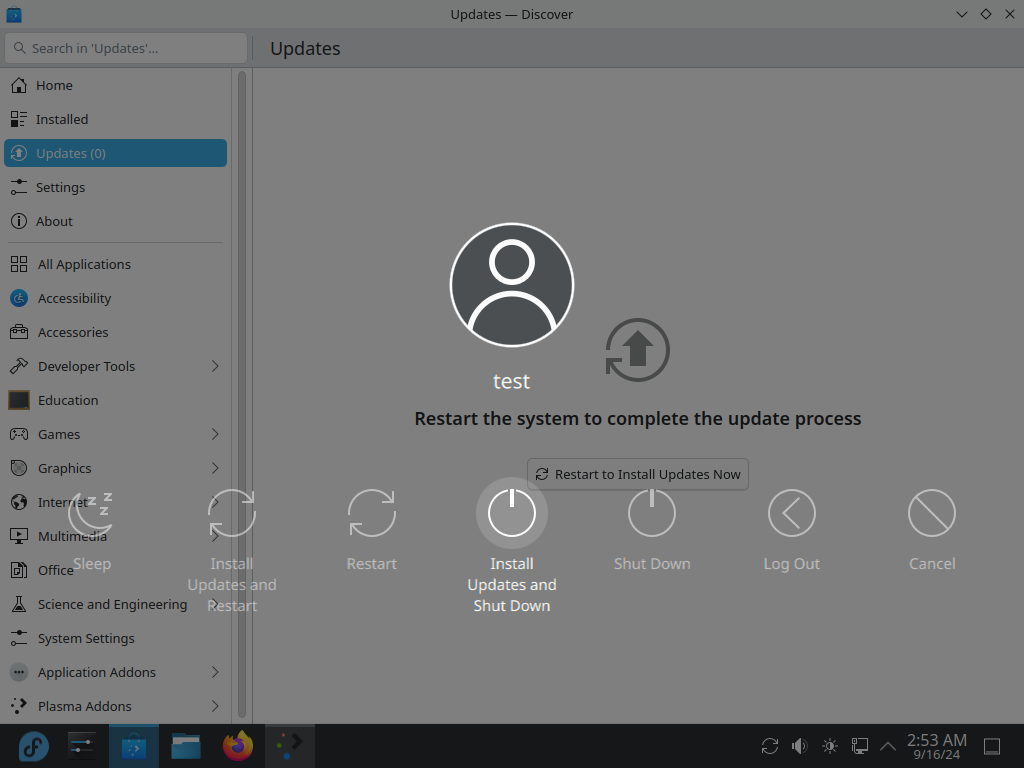 Updates — Discover
Search in 'Updates'...
Updates
Home
Installed
Updates (0)
Settings
About
All Applications
Accessibility
Accessories
Developer Tools
Education
Games
Graphics
Internet
Multimedia
Office
Science and Engineering
System Settings
Application Addons
Plasma Addons
test
Restart the system to complete the update process
Restart to Install Updates Now
z z
z
Sleep
Install
Updates and
Restart
Restart
Install
Updates and
Shut Down
Shut Down
Log Out
Cancel
2:53 AM
9/16/24